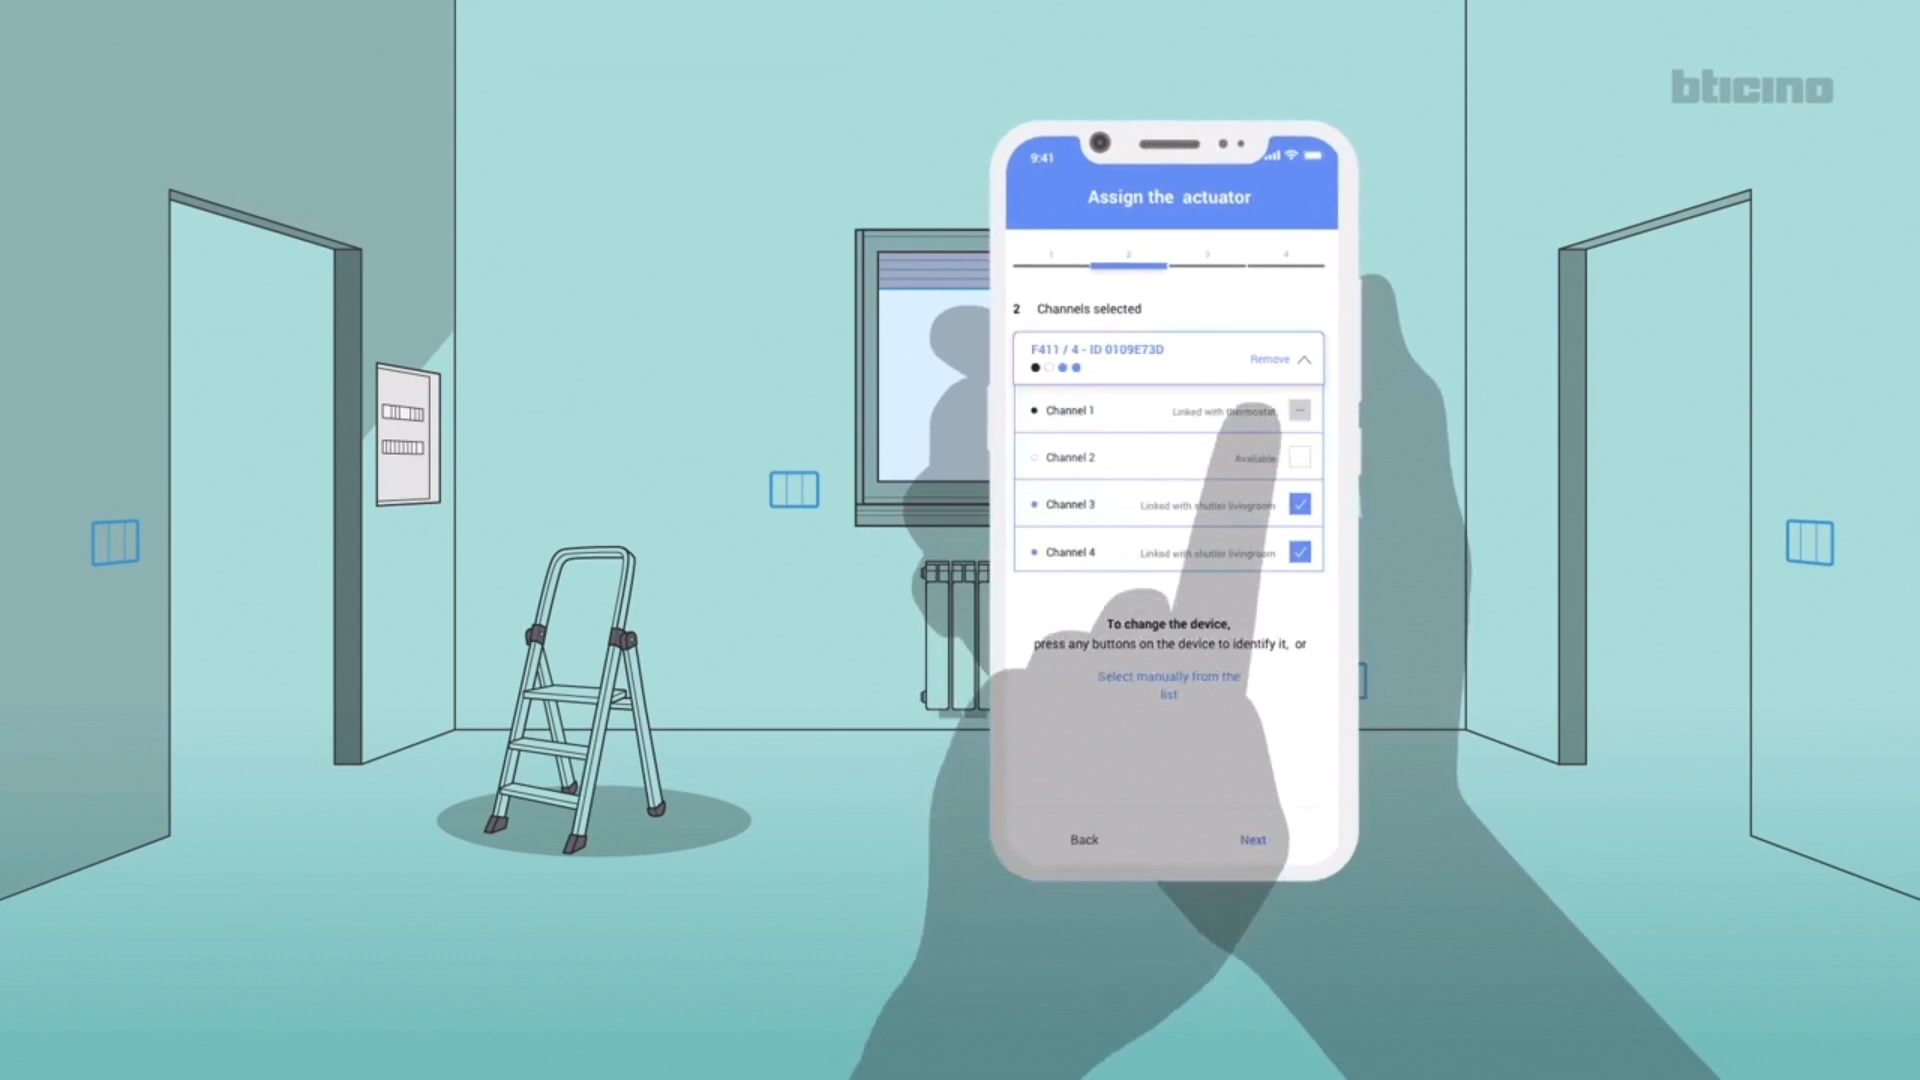 bticino
9:41
Assign the actuator
1 2 3 4
2 Channels selected
F411 / 4 - ID 0109E73D
Remove
Channel 1 Linked with thermostat
Channel 2 Available
Channel 3 Linked with shutter livingroom
Channel 4 Linked with shutter livingroom
To change the device,
press any buttons on the device to identify it, or
Select manually from the
list
Back Next